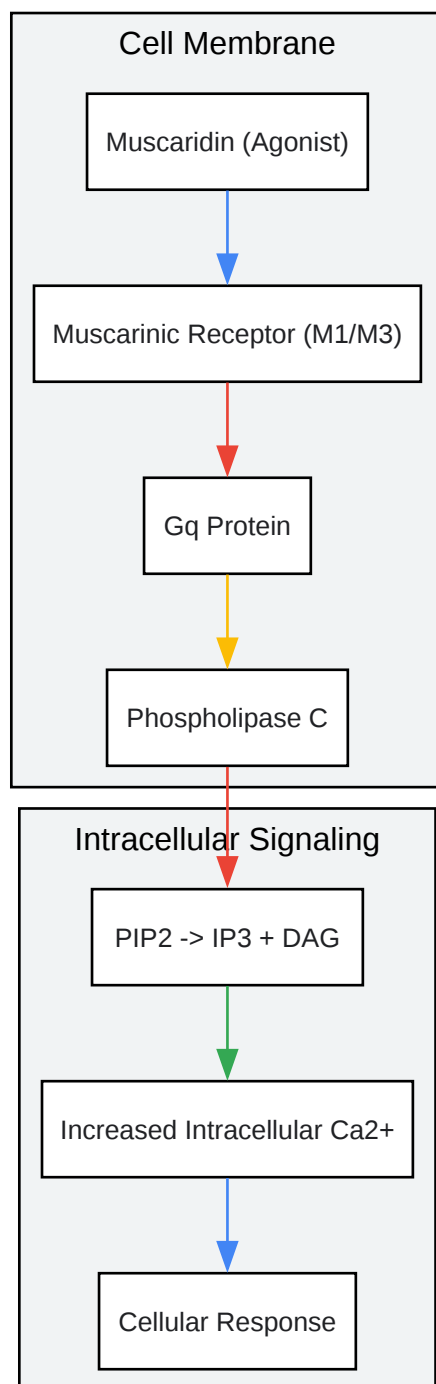 Cell Membrane
Muscaridin (Agonist)
Muscarinic Receptor (M1/M3)
Gq Protein
Phospholipase C
Intracellular Signaling
PIP2 -> IP3 + DAG
Increased Intracellular Ca2+
Cellular Response